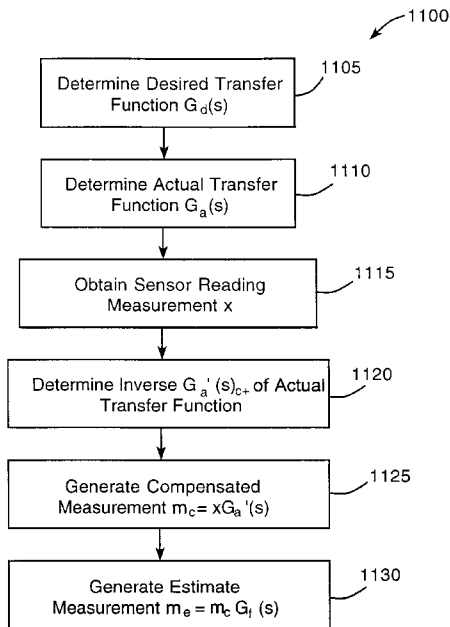 1100
Determine Desired Transfer
Function G_d(s)
1105
Determine Actual Transfer
Function G_a(s)
1110
Obtain Sensor Reading
Measurement x
1115
Determine Inverse G_a'(s)_c+ of Actual
Transfer Function
1120
Generate Compensated
Measurement m_c = xG_a'(s)
1125
Generate Estimate
Measurement m_e = m_c G_f (s)
1130